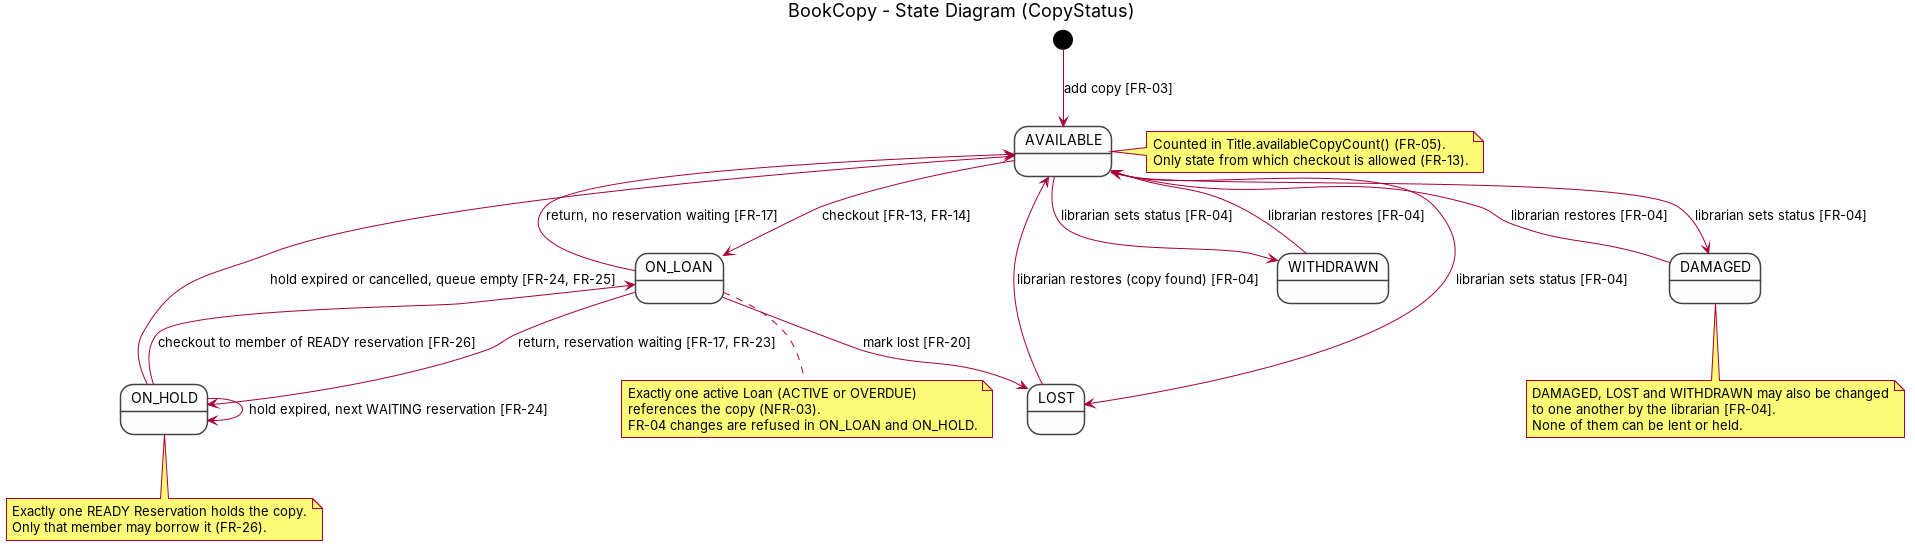 BookCopy - State Diagram (CopyStatus)
add copy [FR-03]
AVAILABLE
Counted in Title.availableCopyCount() (FR-05).
Only state from which checkout is allowed (FR-13).
return, no reservation waiting [FR-17]
checkout [FR-13, FR-14]
librarian sets status [FR-04]
librarian restores [FR-04]
librarian restores [FR-04]
librarian sets status [FR-04]
ON_LOAN
WITHDRAWN
DAMAGED
hold expired or cancelled, queue empty [FR-24, FR-25]
librarian restores (copy found) [FR-04]
librarian sets status [FR-04]
checkout to member of READY reservation [FR-26]
return, reservation waiting [FR-17, FR-23]
mark lost [FR-20]
ON_HOLD
hold expired, next WAITING reservation [FR-24]
Exactly one active Loan (ACTIVE or OVERDUE)
references the copy (NFR-03).
FR-04 changes are refused in ON_LOAN and ON_HOLD.
LOST
DAMAGED, LOST and WITHDRAWN may also be changed
to one another by the librarian [FR-04].
None of them can be lent or held.
Exactly one READY Reservation holds the copy.
Only that member may borrow it (FR-26).